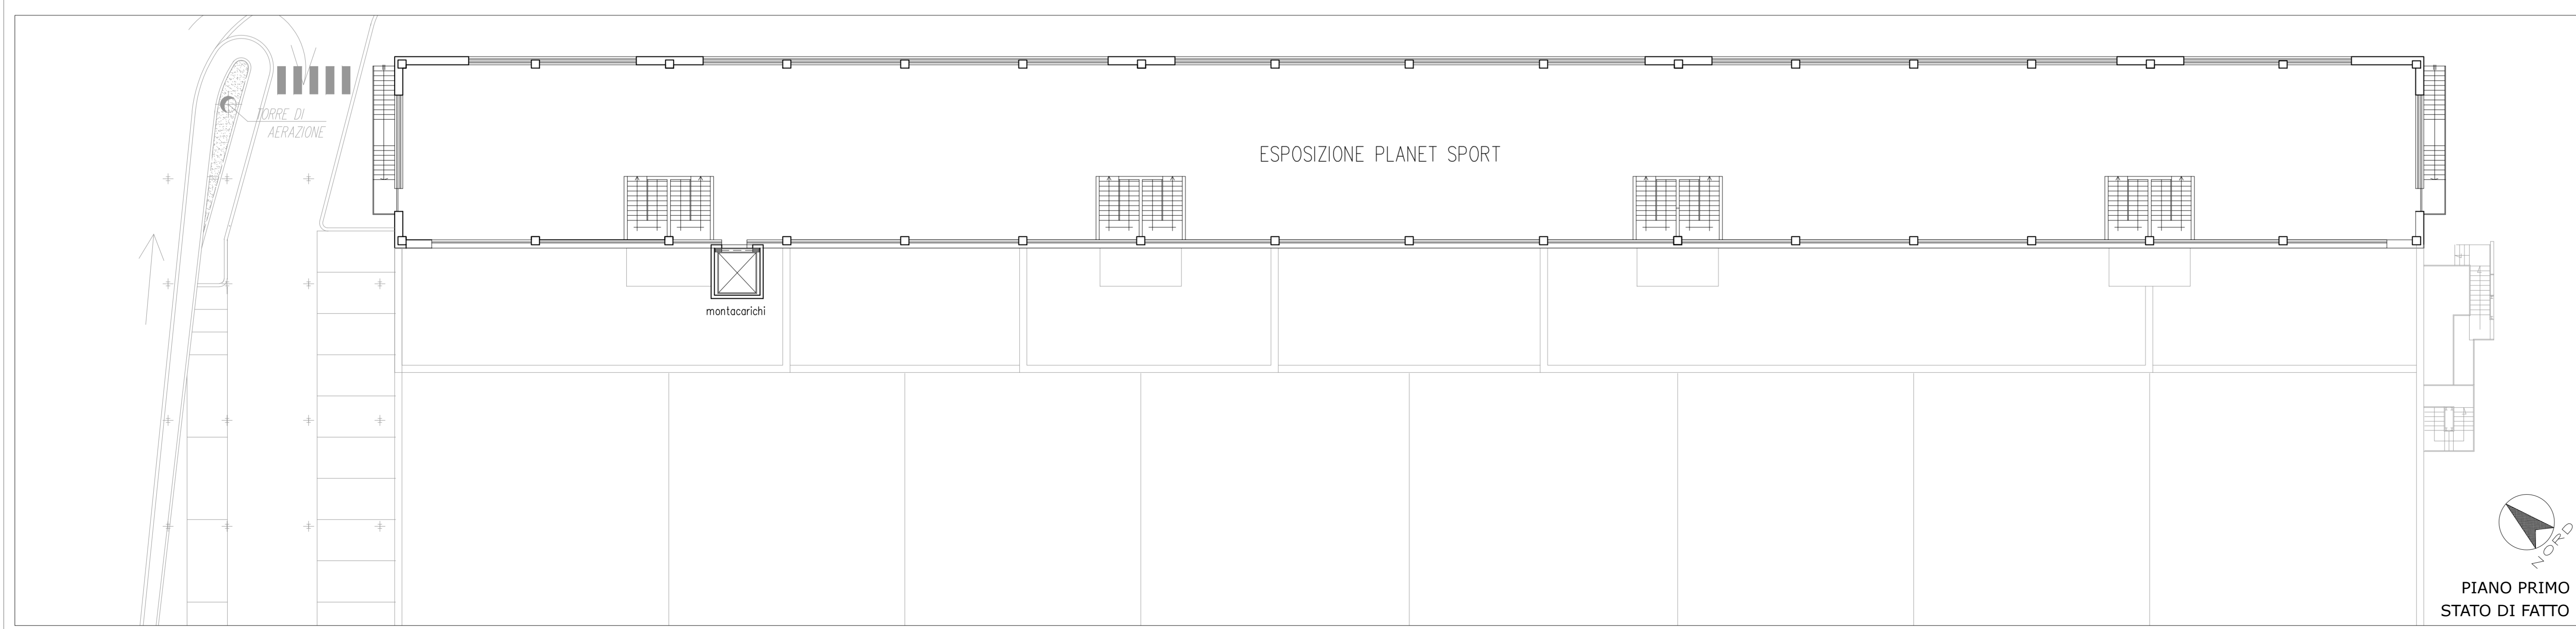 TORRE DI
AERAZIONE
ESPOSIZIONE PLANET SPORT
montacarichi
NORD
PIANO PRIMO
STATO DI FATTO